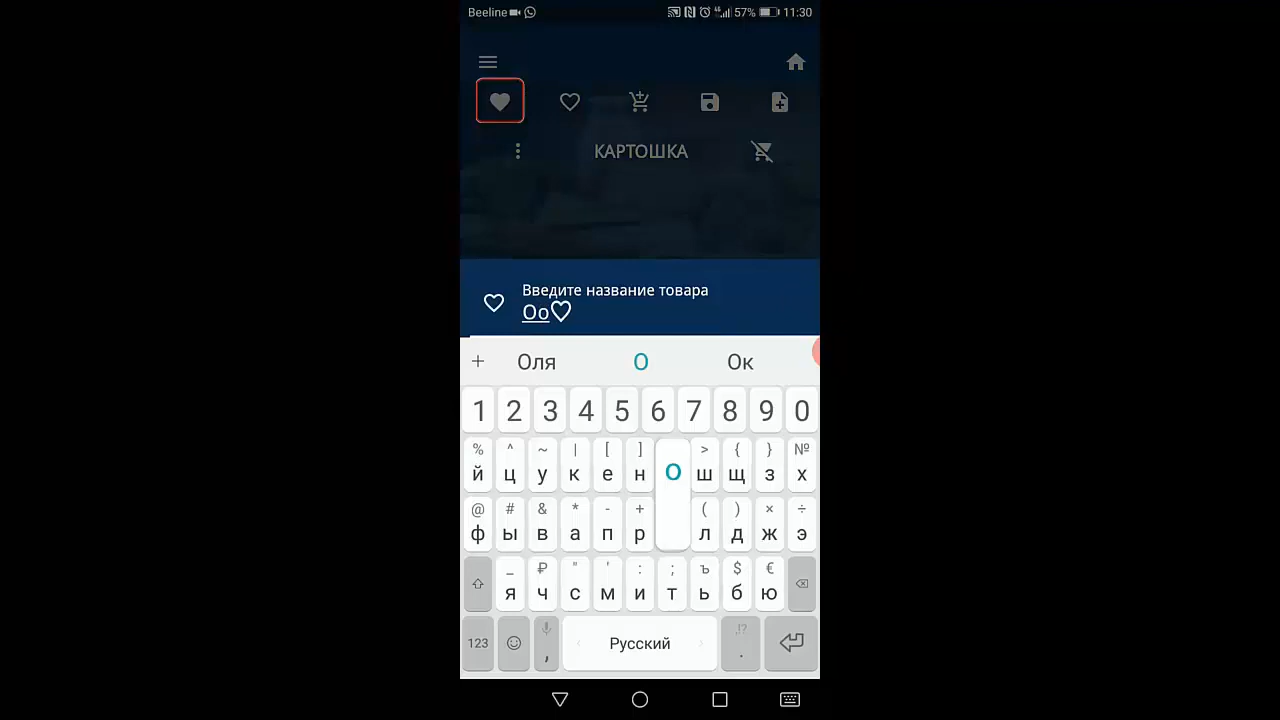 Beeline 4G 57% 11:30
КАРТОШКА
Введите название товара
Оо
+ Оля О Ок
1 2 3 4 5 6 7 8 9 0
% ^ ~ | [ ] > { } №
й ц у к е н О ш щ з х
@ # & * - + ( ) × ÷
ф ы в а п р л д ж э
_ ₽ " ' : ; ъ $ €
я ч с м и т ь б ю
123 , Русский ,!? .